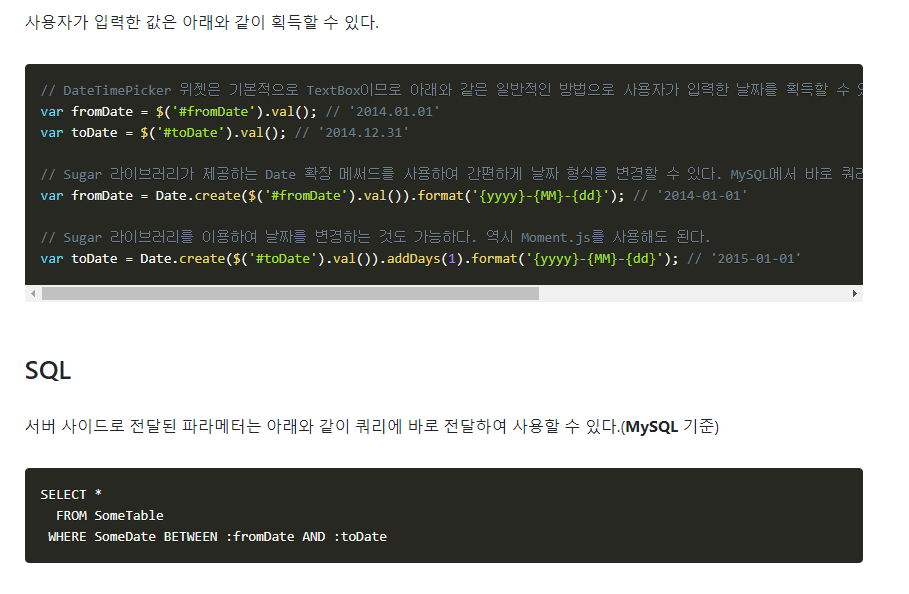 사용자가 입력한 값은 아래와 같이 획득할 수 있다.
// DateTimePicker 위젯은 기본적으로 TextBox이므로 아래와 같은 일반적인 방법으로 사용자가 입력한 날짜를 획득할 수
var fromDate = $('#fromDate').val(); // '2014.01.01'
var toDate = $('#toDate').val(); // '2014.12.31'
// Sugar 라이브러리가 제공하는 Date 확장 메써드를 사용하여 간편하게 날짜 형식을 변경할 수 있다. MySQL에서 바로 쿼리
var fromDate = Date.create($('#fromDate').val()).format('{yyyy}-{MM}-{dd}'); // '2014-01-01'
// Sugar 라이브러리를 이용하여 날짜를 변경하는 것도 가능하다. 역시 Moment.js를 사용해도 된다.
var toDate = Date.create($('#toDate').val()).addDays(1).format('{yyyy}-{MM}-{dd}'); // '2015-01-01'
SQL
서버 사이드로 전달된 파라메터는 아래와 같이 쿼리에 바로 전달하여 사용할 수 있다.(MySQL 기준)
SELECT *
FROM SomeTable
WHERE SomeDate BETWEEN :fromDate AND :toDate